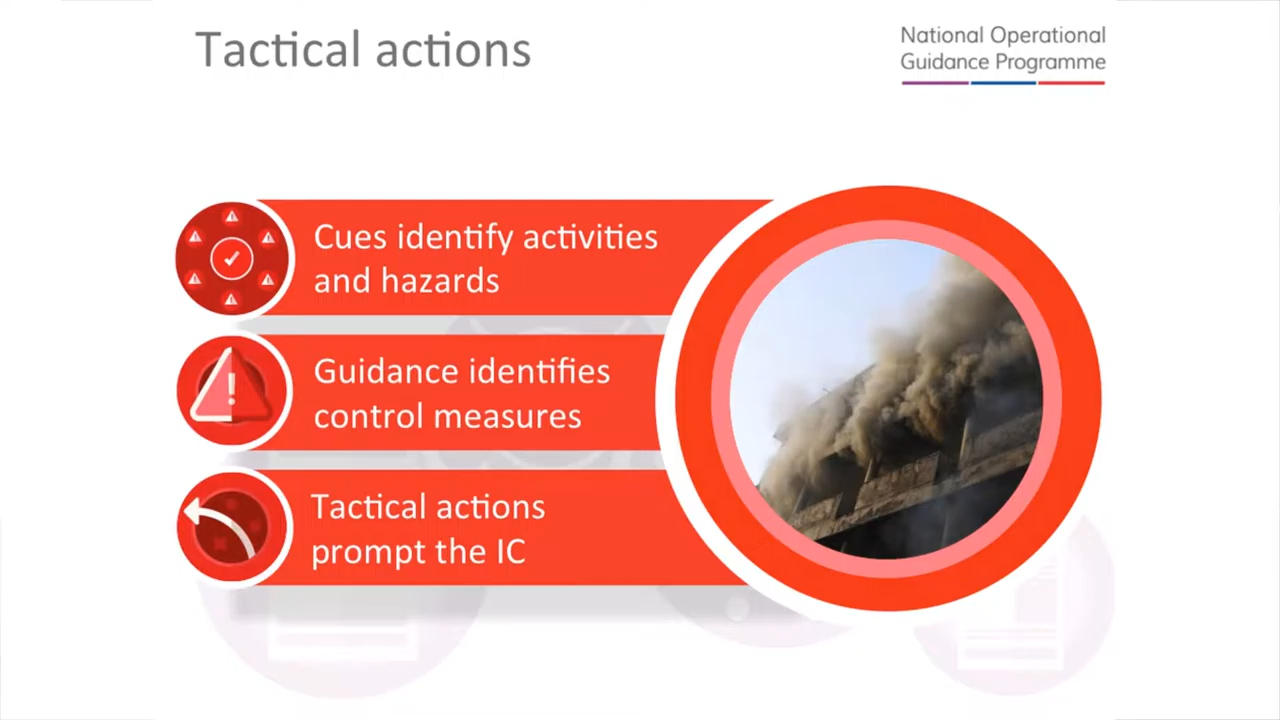 Tactical actions
National Operational
Guidance Programme
Cues identify activities
and hazards
Guidance identifies
control measures
Tactical actions
prompt the IC